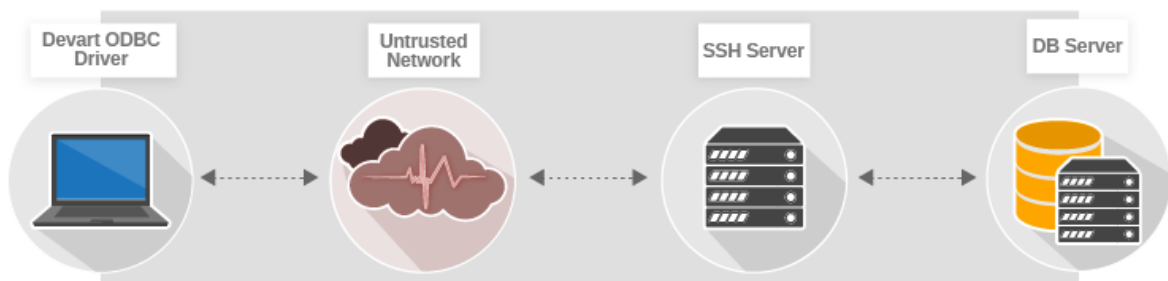 Devart ODBC
Driver
Untrusted
Network
SSH Server
DB Server